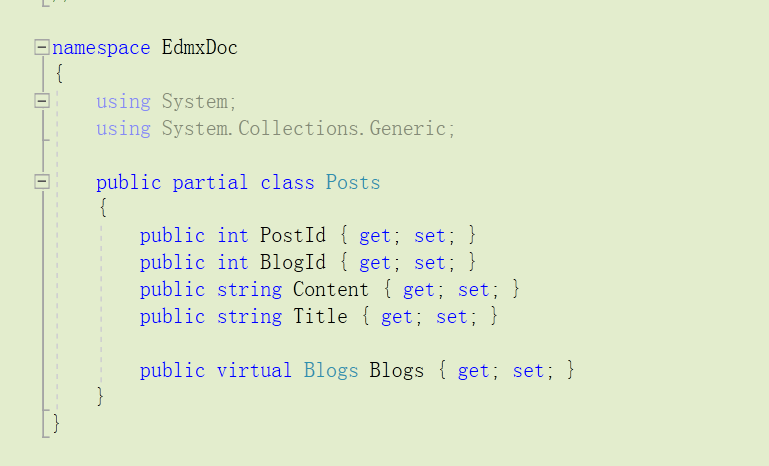 namespace EdmxDoc
{
    using System;
    using System.Collections.Generic;

    public partial class Posts
    {
        public int PostId { get; set; }
        public int BlogId { get; set; }
        public string Content { get; set; }
        public string Title { get; set; }

        public virtual Blogs Blogs { get; set; }
    }
}